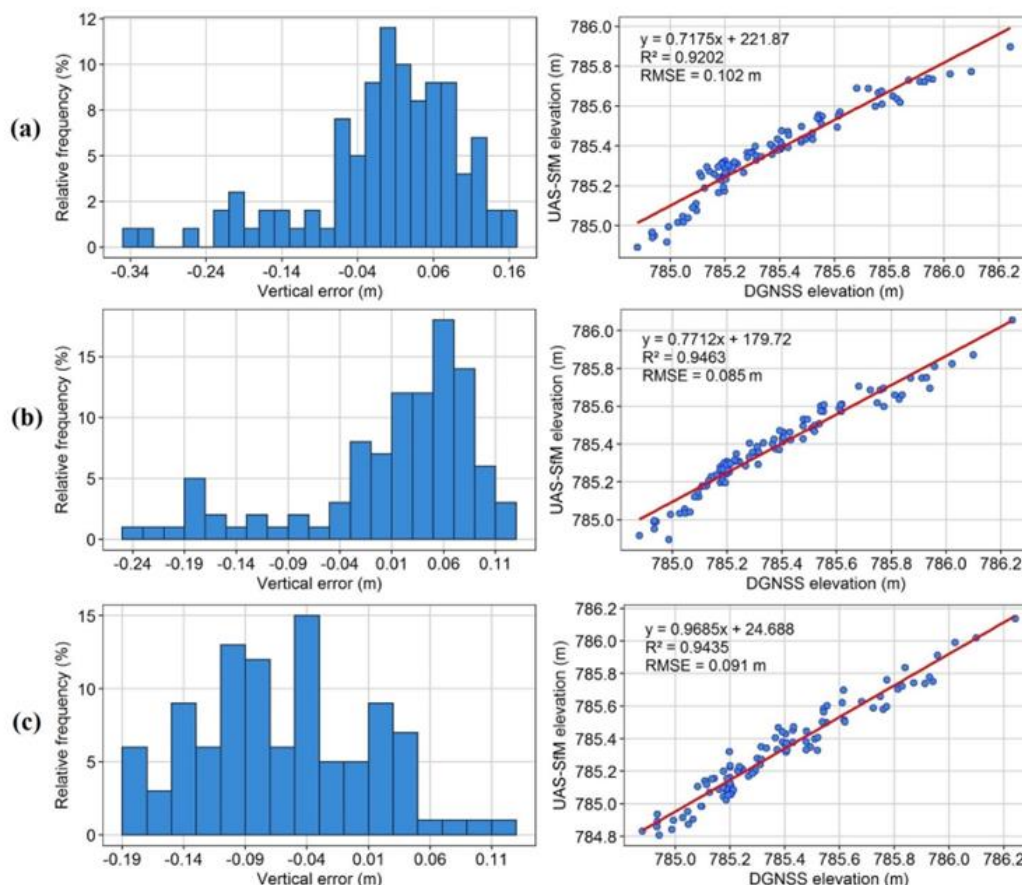 (a)
Relative frequency (%)
12
10
8
5
2
0
-0.34 -0.24 -0.14 -0.04 0.06 0.16
Vertical error (m)
UAS-SfM elevation (m)
786.0
785.8
785.6
785.4
785.2
785.0
y = 0.7175x + 221.87
R² = 0.9202
RMSE = 0.102 m
785.0 785.2 785.4 785.6 785.8 786.0 786.2
DGNSS elevation (m)
(b)
Relative frequency (%)
15
10
5
0
-0.24 -0.19 -0.14 -0.09 -0.04 0.01 0.06 0.11
Vertical error (m)
UAS-SfM elevation (m)
786.0
785.8
785.6
785.4
785.2
785.0
y = 0.7712x + 179.72
R² = 0.9463
RMSE = 0.085 m
785.0 785.2 785.4 785.6 785.8 786.0 786.2
DGNSS elevation (m)
(c)
Relative frequency (%)
15
10
5
0
-0.19 -0.14 -0.09 -0.04 0.01 0.06 0.11
Vertical error (m)
UAS-SfM elevation (m)
786.2
786.0
785.8
785.6
785.4
785.2
785.0
784.8
y = 0.9685x + 24.688
R² = 0.9435
RMSE = 0.091 m
785.0 785.2 785.4 785.6 785.8 786.0 786.2
DGNSS elevation (m)